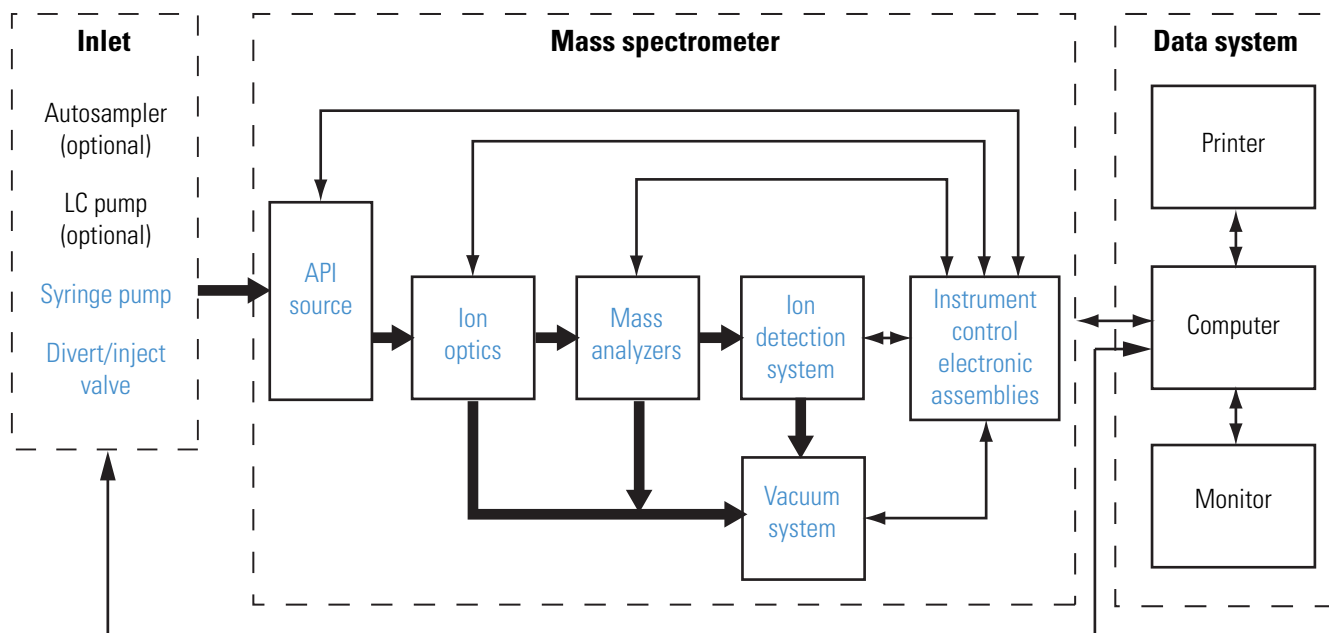 Inlet
Autosampler
(optional)
LC pump
(optional)
Syringe pump
Divert/inject
valve
Mass spectrometer
API
source
Ion
optics
Mass
analyzers
Ion
detection
system
Instrument
control
electronic
assemblies
Vacuum
system
Data system
Printer
Computer
Monitor